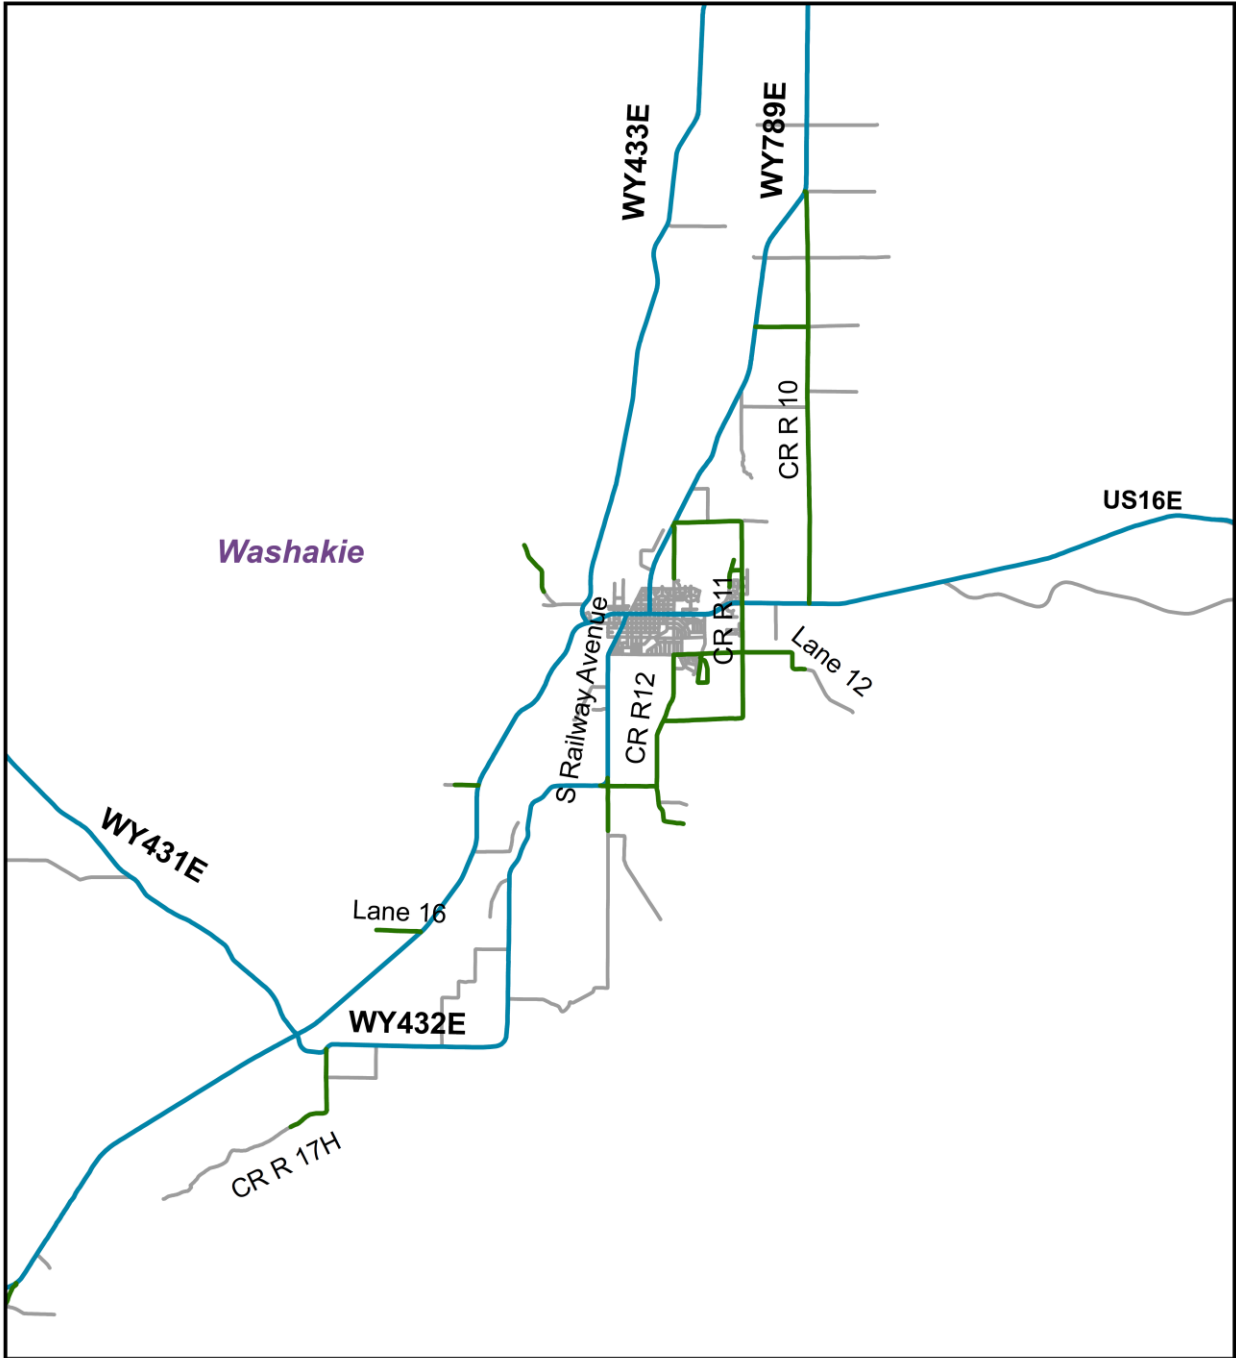 WY433E
WY789E
CR R 10
US16E
Washakie
CR R11
S Railway Avenue
Lane 12
CR R12
WY431E
Lane 16
WY432E
CR R 17H